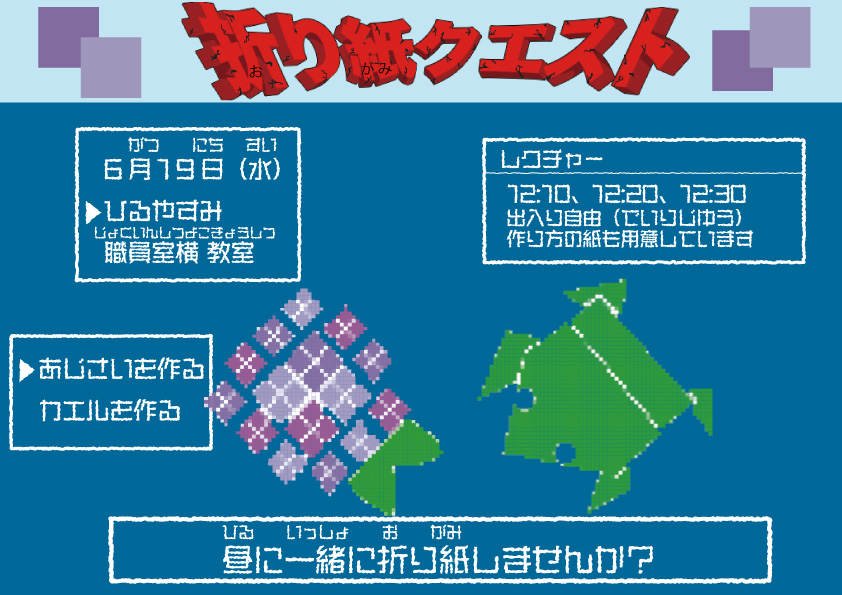 折り紙クエスト
お がみ
がつ にち すい
6月19日（水）
▶ひるやすみ
しょくいんしつよこきょうしつ
職員室横 教室
レクチャー
12:10、12:20、12:30
出入り自由（でいりじゆう）
作り方の紙も用意しています
▶あじさいを作る
カエルを作る
ひる いっしょ お がみ
昼に一緒に折り紙しませんか？